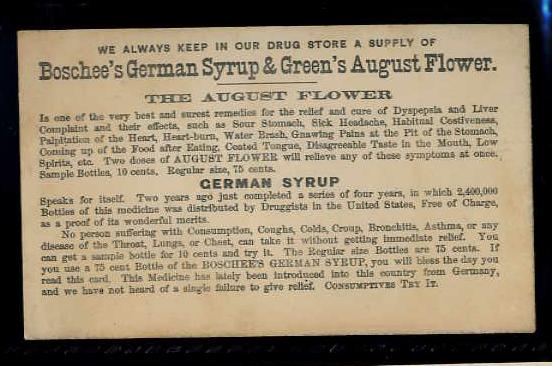 WE ALWAYS KEEP IN OUR DRUG STORE A SUPPLY OF
Boschee's German Syrup & Green's August Flower.
THE AUGUST FLOWER
Is one of the very best and surest remedies for the relief and cure of Dyspepsia and Liver
Complaint and their effects, such as Sour Stomach, Sick Headache, Habitual Costiveness,
Palpitation of the Heart, Heart-burn, Water Brash, Gnawing Pains at the Pit of the Stomach,
Coming up of the Food after Eating, Coated Tongue, Disagreeable Taste in the Mouth, Low
Spirits, etc. Two doses of AUGUST FLOWER will relieve any of these symptoms at once.
Sample Bottles, 10 cents. Regular size, 75 cents.
GERMAN SYRUP
Speaks for itself. Two years ago just completed a series of four years, in which 2,400,000
Bottles of this medicine was distributed by Druggists in the United States, Free of Charge,
as a proof of its wonderful merits.
No person suffering with Consumption, Coughs, Colds, Croup, Bronchitis, Asthma, or any
disease of the Throat, Lungs, or Chest, can take it without getting immediate relief. You
can get a sample bottle for 10 cents and try it. The Regular size Bottles are 75 cents. If
you use a 75 cent Bottle of the BOSCHEE'S GERMAN SYRUP, you will bless the day you
read this card. This Medicine has lately been introduced into this country from Germany,
and we have not heard of a single failure to give relief. CONSUMPTIVES TRY IT.